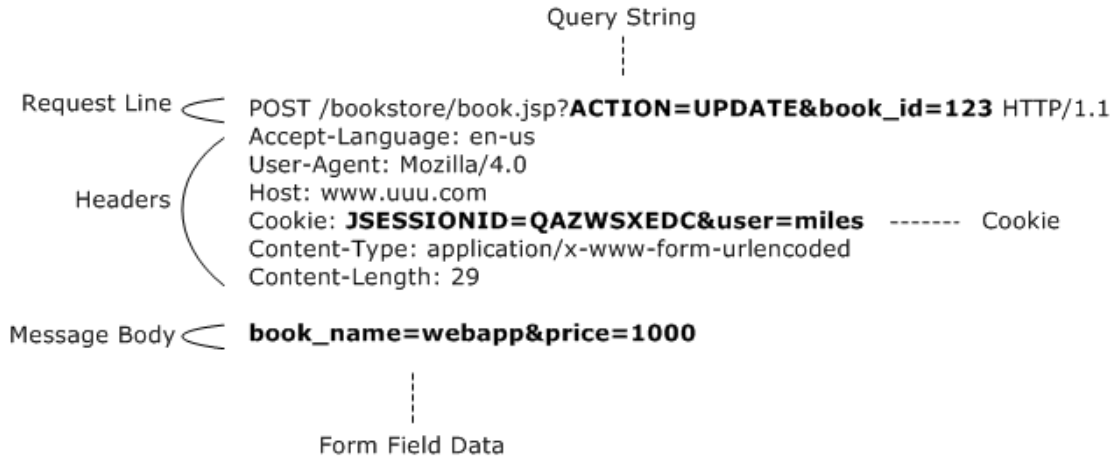 Query String
Request Line POST /bookstore/book.jsp?ACTION=UPDATE&book_id=123 HTTP/1.1
Accept-Language: en-us
User-Agent: Mozilla/4.0
Headers Host: www.uuu.com
Cookie: JSESSIONID=QAZWSXEDC&user=miles ------- Cookie
Content-Type: application/x-www-form-urlencoded
Content-Length: 29
Message Body book_name=webapp&price=1000
Form Field Data